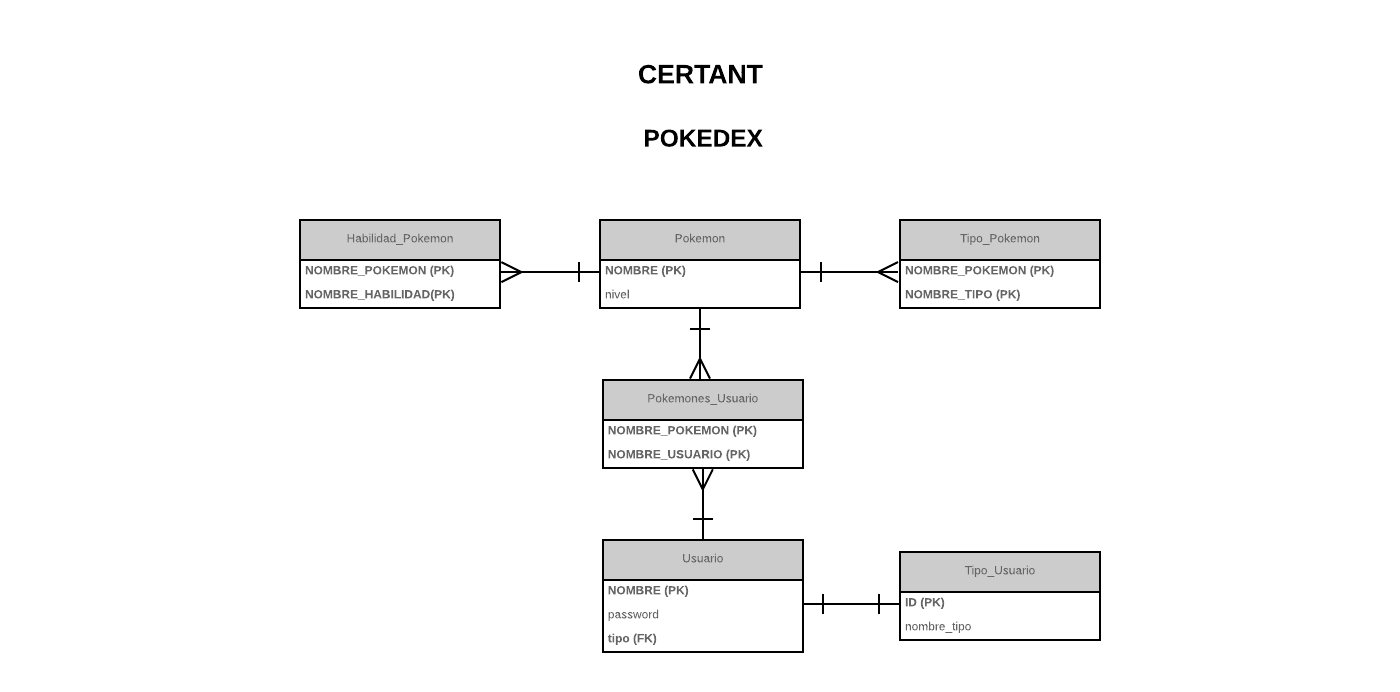 CERTANT
POKEDEX
Habilidad_Pokemon
NOMBRE_POKEMON (PK)
NOMBRE_HABILIDAD(PK)
Pokemon
NOMBRE (PK)
nivel
Tipo_Pokemon
NOMBRE_POKEMON (PK)
NOMBRE_TIPO (PK)
Pokemones_Usuario
NOMBRE_POKEMON (PK)
NOMBRE_USUARIO (PK)
Usuario
NOMBRE (PK)
password
tipo (FK)
Tipo_Usuario
ID (PK)
nombre_tipo